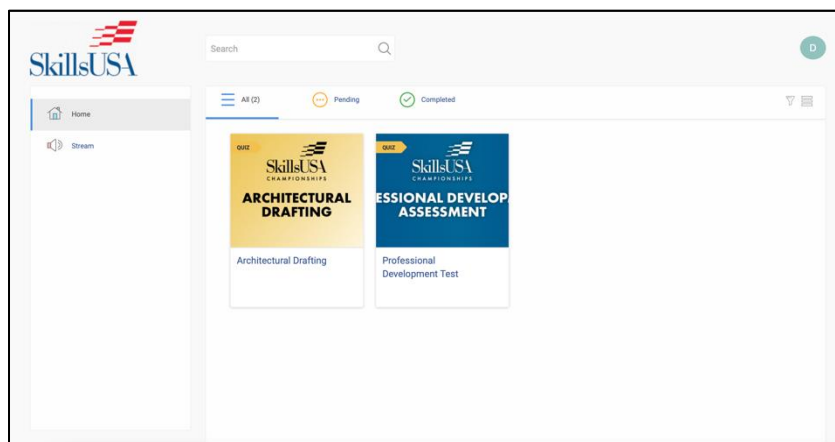 SkillsUSA
Search
D
Home
Stream
All (2)
Pending
Completed
QUIZ
SkillsUSA
CHAMPIONSHIPS
ARCHITECTURAL
DRAFTING
Architectural Drafting
QUIZ
SkillsUSA
CHAMPIONSHIPS
ESSIONAL DEVELOP
ASSESSMENT
Professional
Development Test